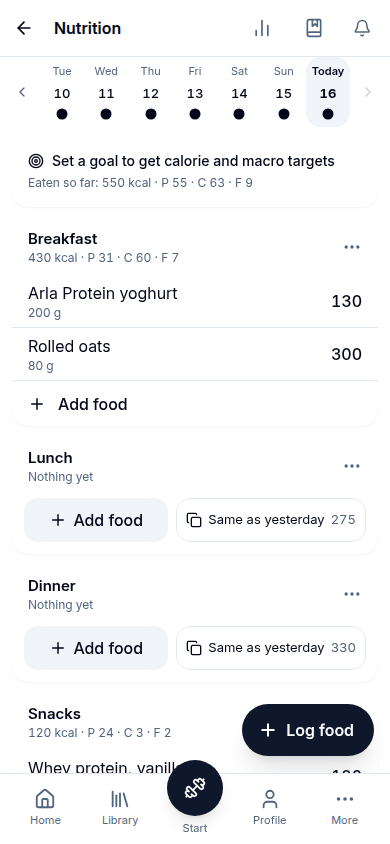 Nutrition
Tue Wed Thu Fri Sat Sun Today
10 11 12 13 14 15 16
Set a goal to get calorie and macro targets
Eaten so far: 550 kcal · P 55 · C 63 · F 9
Breakfast
430 kcal · P 31 · C 60 · F 7
Arla Protein yoghurt
200 g
130
Rolled oats
80 g
300
Add food
Lunch
Nothing yet
Add food
Same as yesterday 275
Dinner
Nothing yet
Add food
Same as yesterday 330
Snacks
120 kcal · P 24 · C 3 · F 2
Log food
Whey protein, vanilla
Home Library Start Profile More